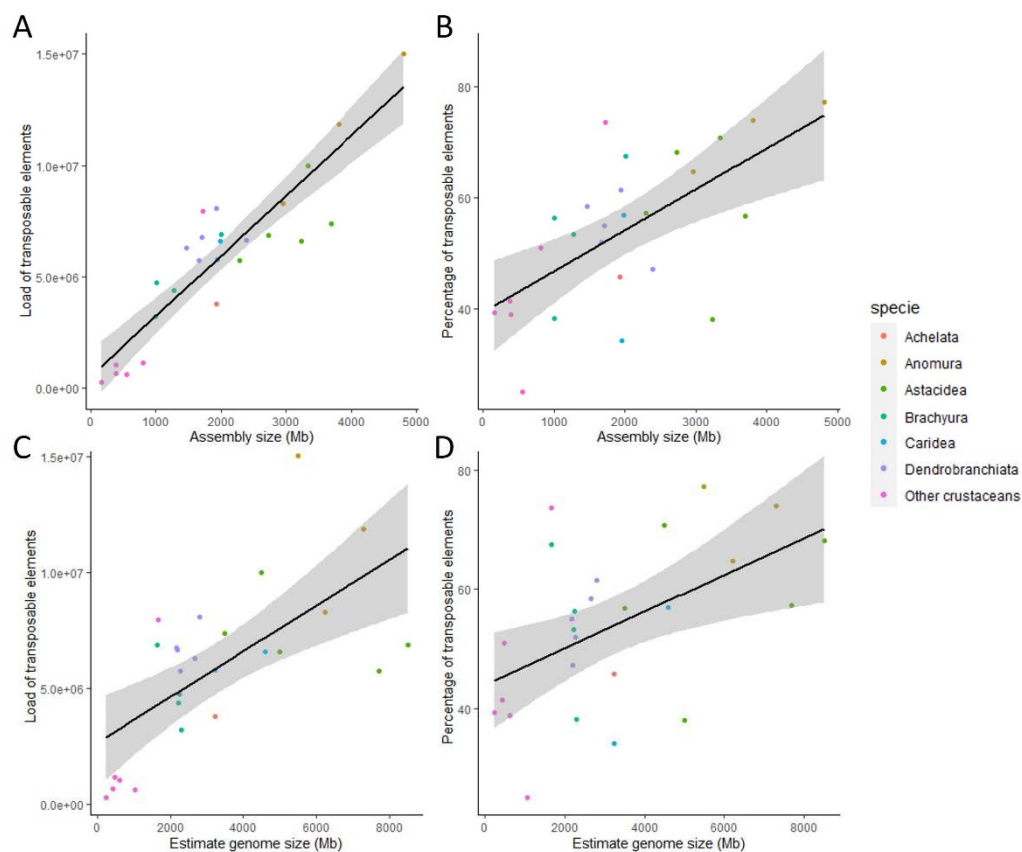 A
Load of transposable elements
1.5e+07
1.0e+07
5.0e+06
0.0e+00
0
1000
2000
3000
4000
5000
Assembly size (Mb)
B
Percentage of transposable elements
80
60
40
0
1000
2000
3000
4000
5000
Assembly size (Mb)
specie
Achelata
Anomura
Astacidea
Brachyura
Caridea
Dendrobranchiata
Other crustaceans
C
Load of transposable elements
1.5e+07
1.0e+07
5.0e+06
0.0e+00
0
2000
4000
6000
8000
Estimate genome size (Mb)
D
Percentage of transposable elements
80
60
40
0
2000
4000
6000
8000
Estimate genome size (Mb)